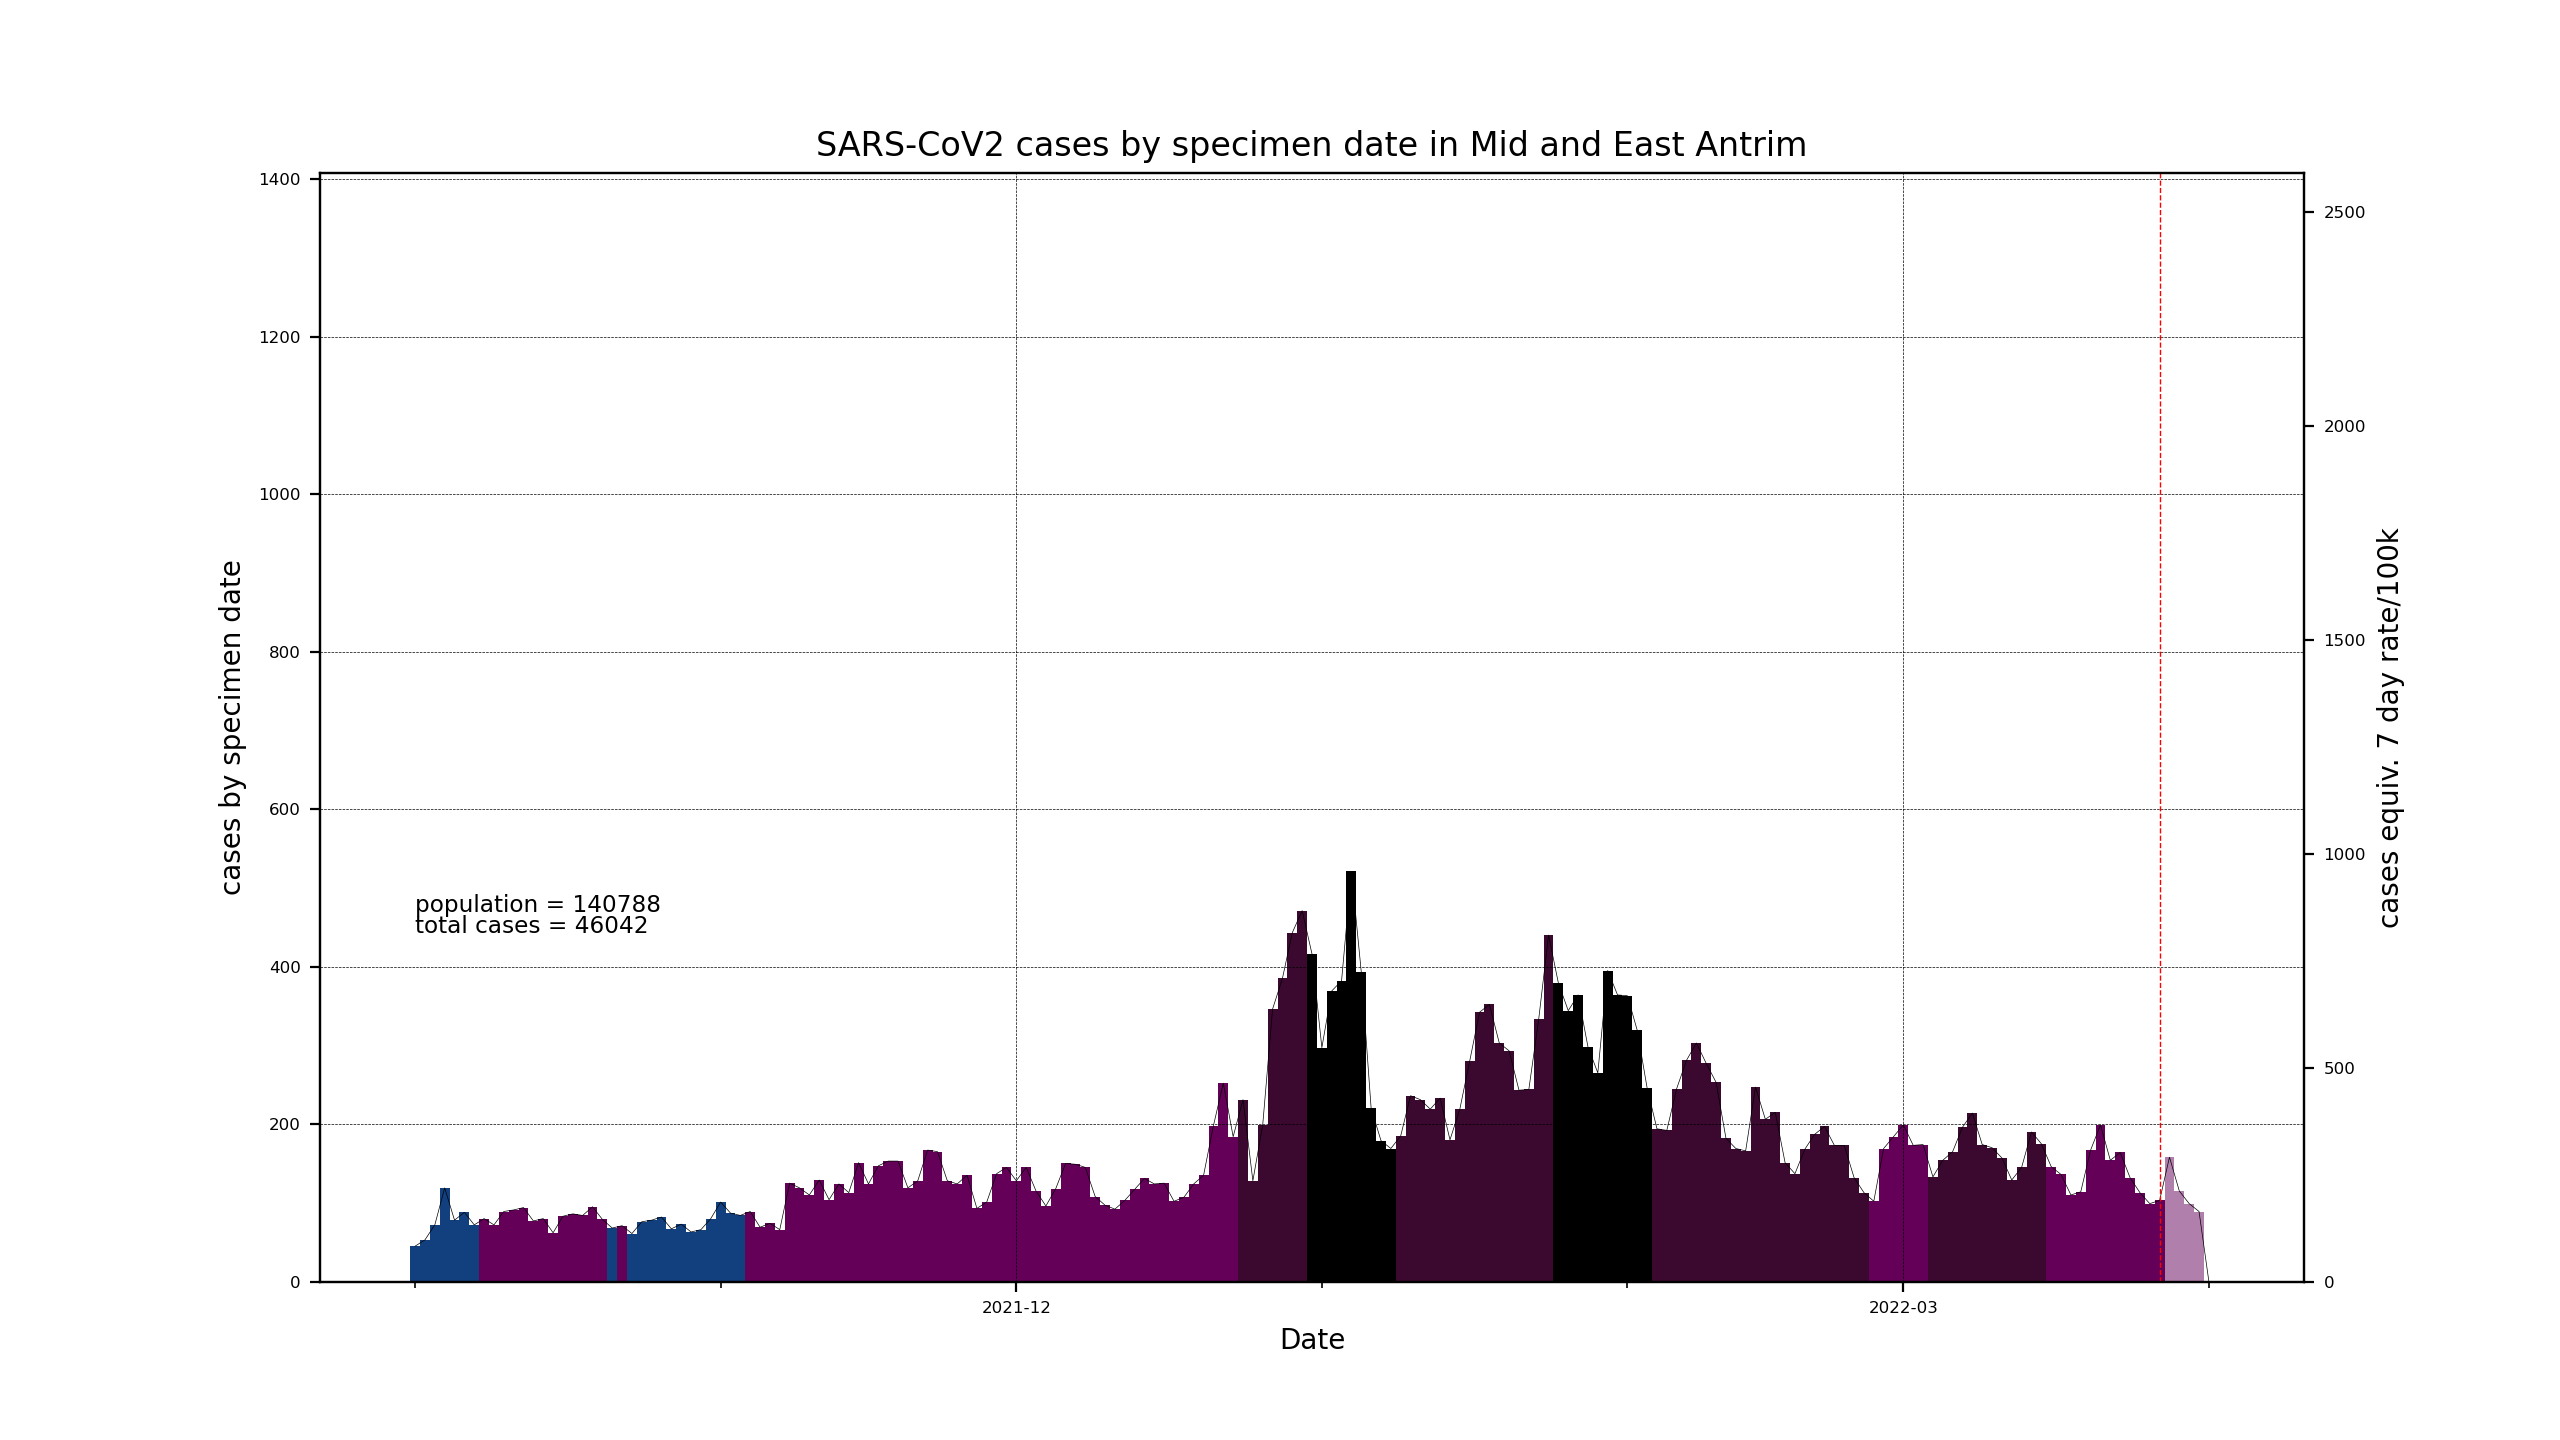 SARS-CoV2 cases by specimen date in Mid and East Antrim
1400
1200
1000
800
600
400
200
0
cases by specimen date
population = 140788
total cases = 46042
2500
2000
1500
1000
500
0
cases equiv. 7 day rate/100k
2021-12
2022-03
Date